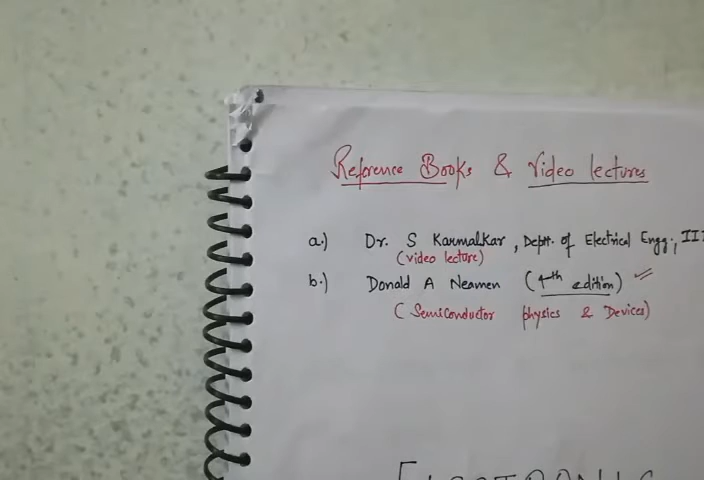 Reference Books & Video lectures
a.) Dr. S Karmalkar, Deptt. of Electrical Engg., II
(video lecture)
b.) Donald A Neamen (4th edition)
(Semiconductor physics & Devices)